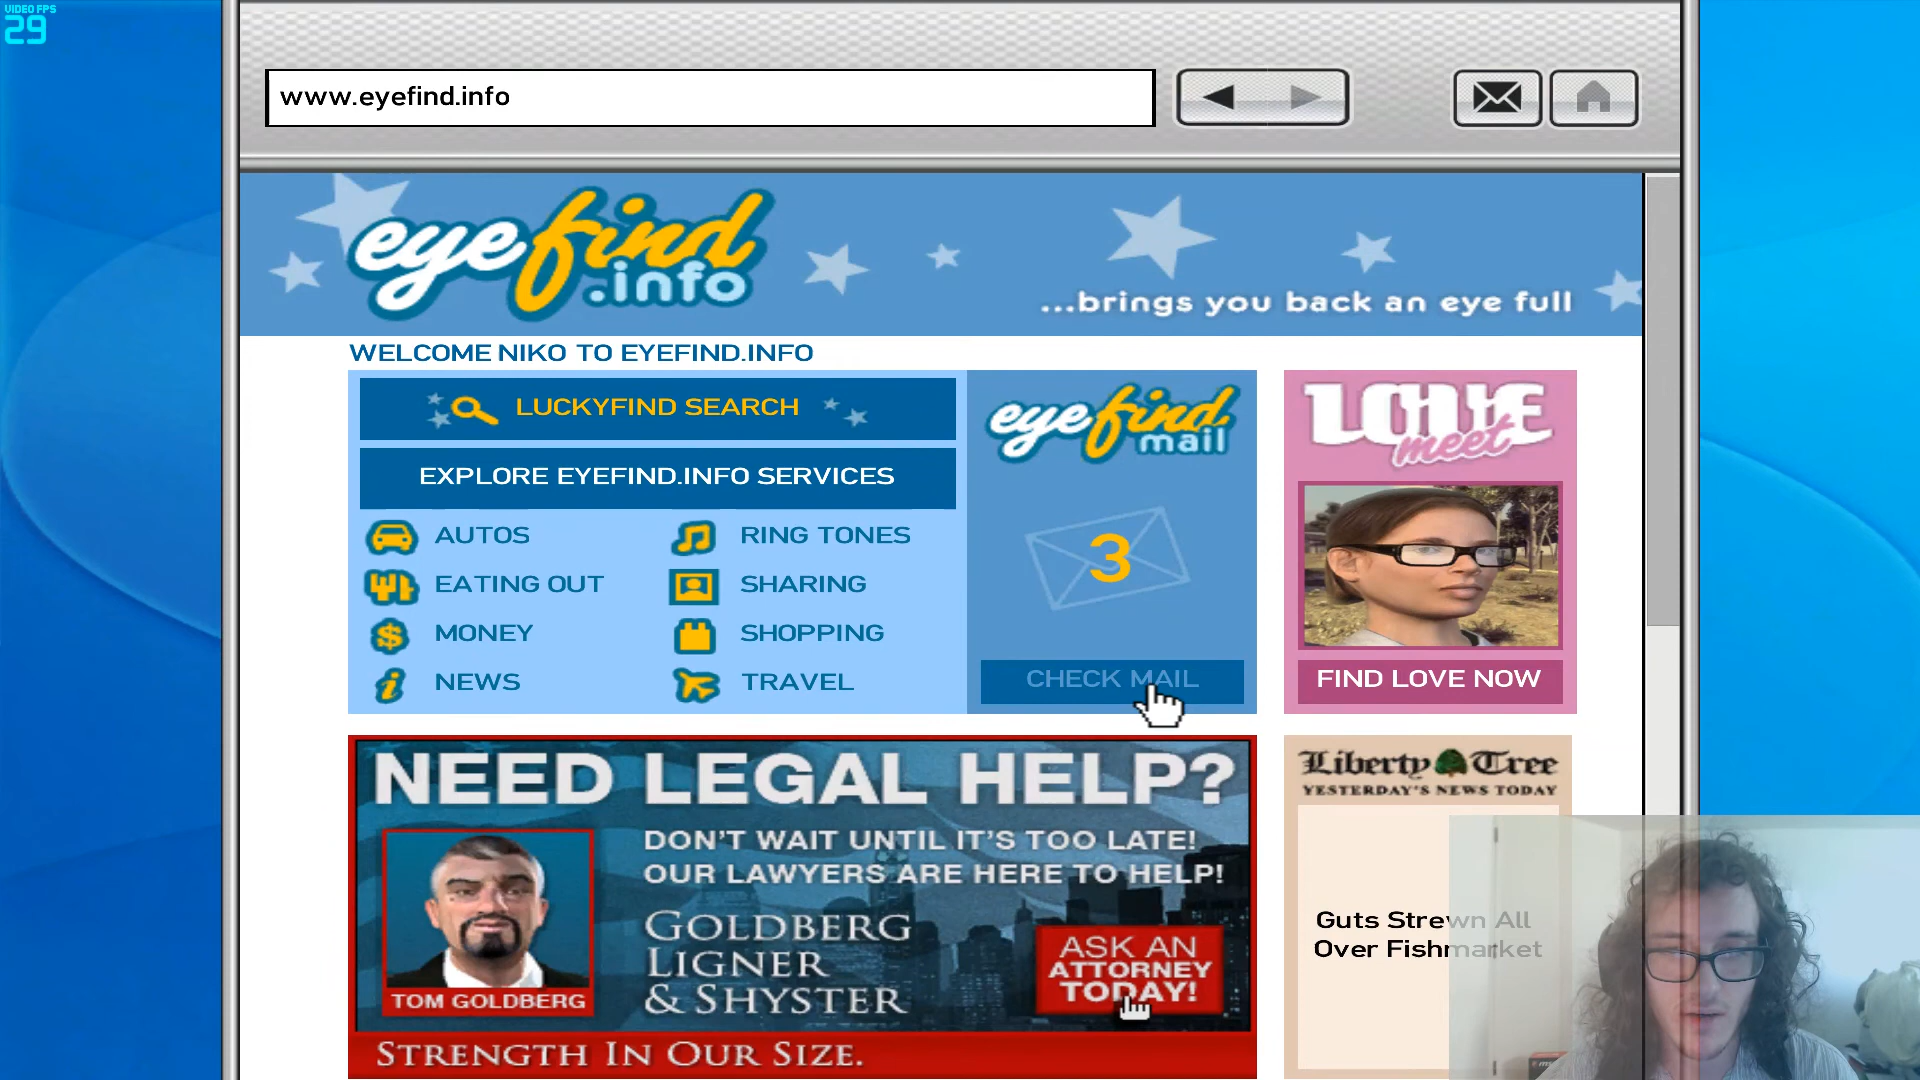 VIDEO FPS
29
www.eyefind.info
eyefind
.info
...brings you back an eye full
WELCOME NIKO TO EYEFIND.INFO
LUCKYFIND SEARCH
EXPLORE EYEFIND.INFO SERVICES
AUTOS
RING TONES
EATING OUT
SHARING
MONEY
SHOPPING
NEWS
TRAVEL
eyefind
mail
3
CHECK MAIL
LOVE
meet
FIND LOVE NOW
NEED LEGAL HELP?
DON'T WAIT UNTIL IT'S TOO LATE!
OUR LAWYERS ARE HERE TO HELP!
GOLDBERG
LIGNER
& SHYSTER
TOM GOLDBERG
ASK AN
ATTORNEY
TODAY!
STRENGTH IN OUR SIZE.
Liberty Tree
YESTERDAY'S NEWS TODAY
Guts Strewn All
Over Fishmarket